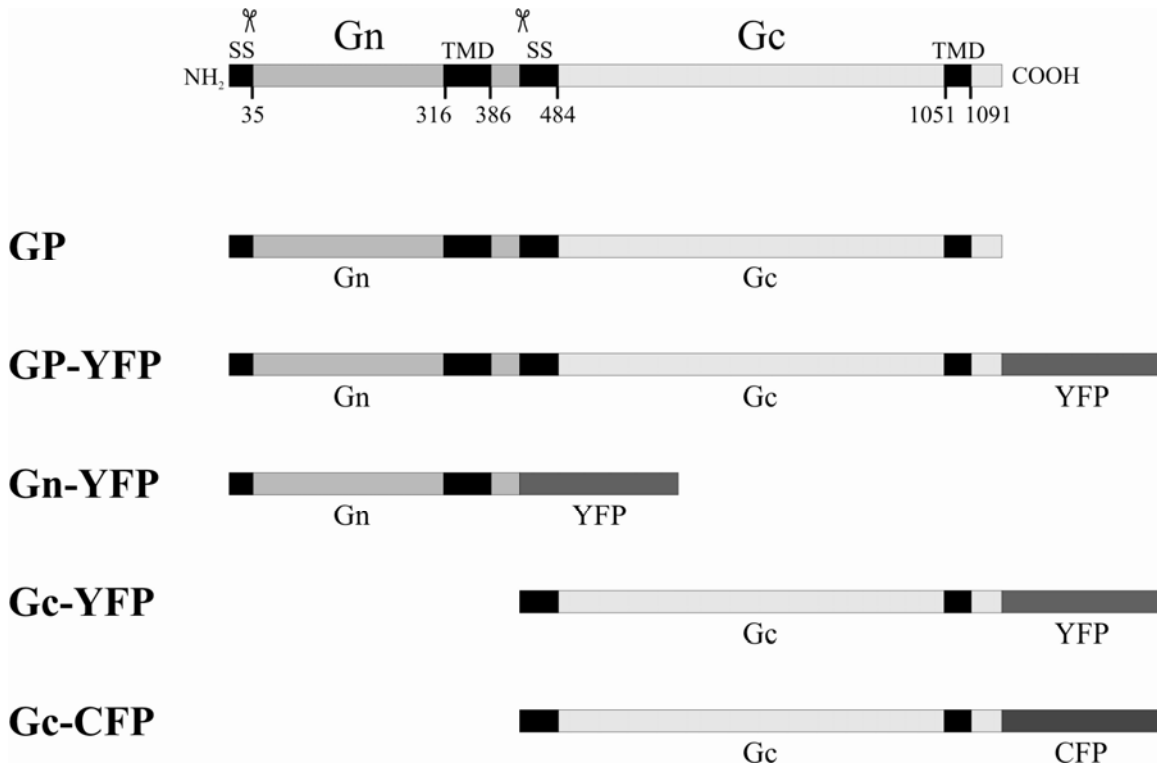 Gn Gc
SS TMD SS TMD
NH₂ COOH
35 316 386 484 1051 1091
GP
Gn Gc
GP-YFP
Gn Gc YFP
Gn-YFP
Gn YFP
Gc-YFP
Gc YFP
Gc-CFP
Gc CFP